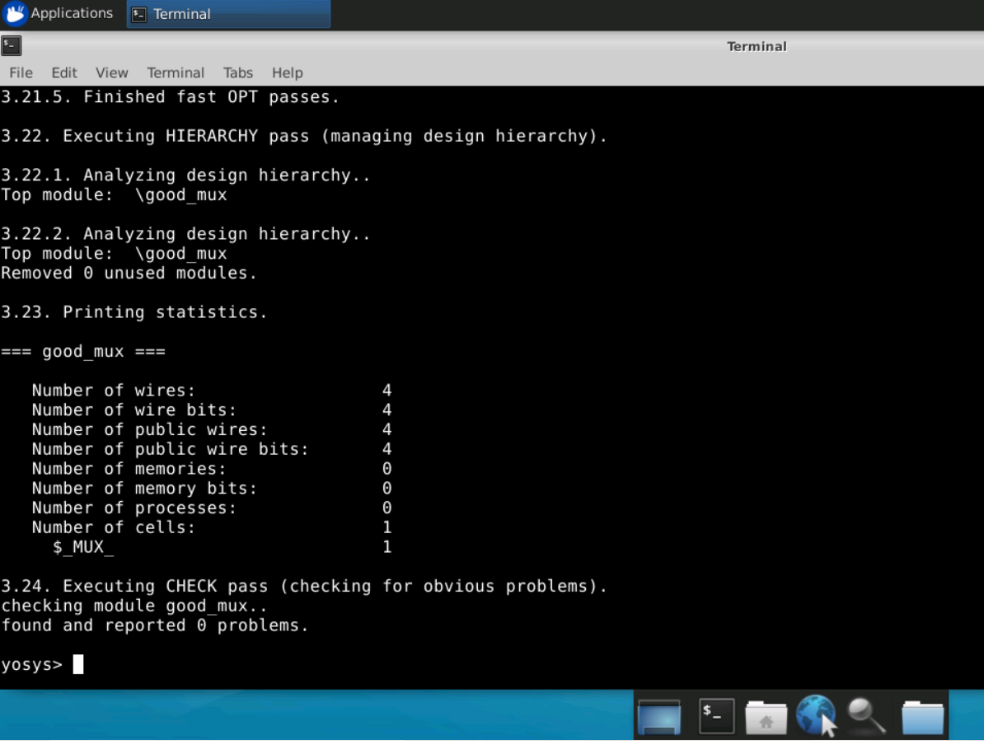 Applications
Terminal
Terminal
File Edit View Terminal Tabs Help
3.21.5. Finished fast OPT passes.
3.22. Executing HIERARCHY pass (managing design hierarchy).
3.22.1. Analyzing design hierarchy..
Top module:  \good_mux
3.22.2. Analyzing design hierarchy..
Top module:  \good_mux
Removed 0 unused modules.
3.23. Printing statistics.
=== good_mux ===
Number of wires: 4
Number of wire bits: 4
Number of public wires: 4
Number of public wire bits: 4
Number of memories: 0
Number of memory bits: 0
Number of processes: 0
Number of cells: 1
$_MUX_ 1
3.24. Executing CHECK pass (checking for obvious problems).
checking module good_mux..
found and reported 0 problems.
yosys>
$_